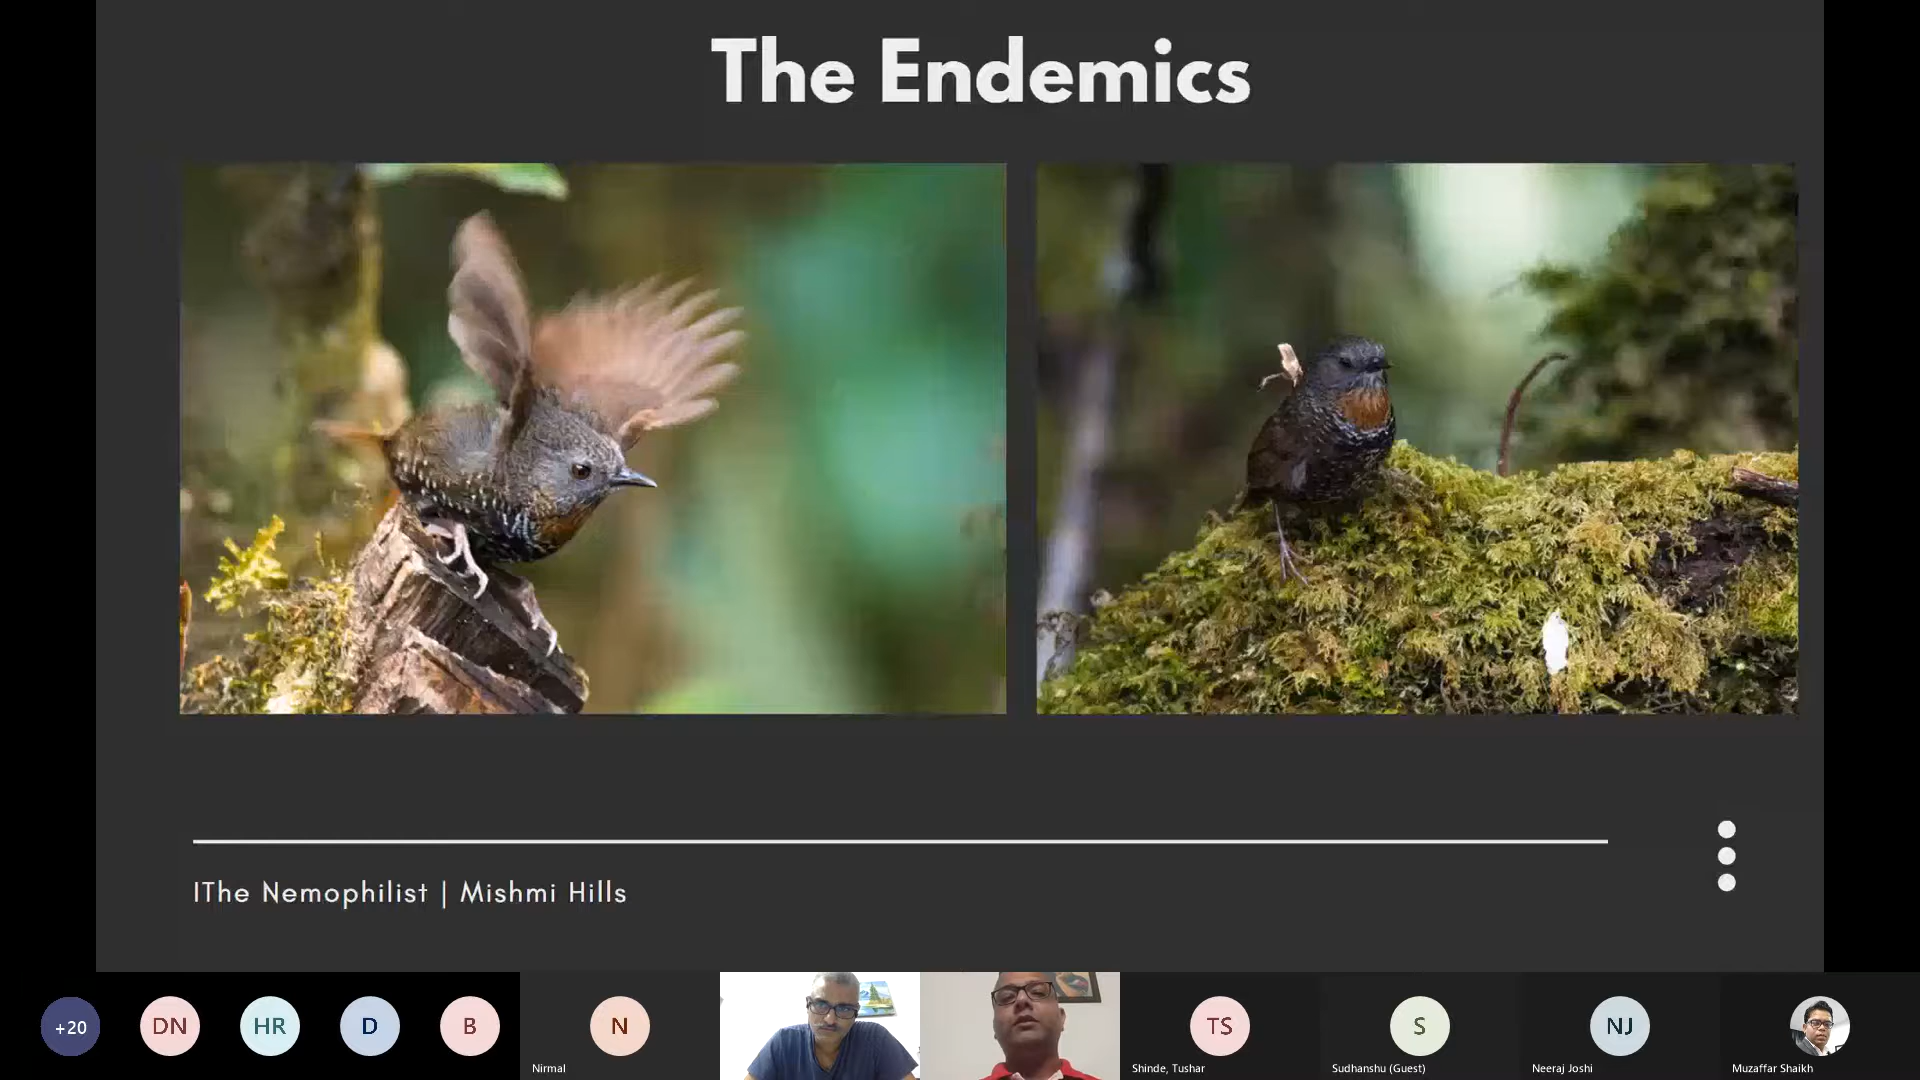 The Endemics
IThe Nemophilist | Mishmi Hills
+20
DN
HR
D
B
N
TS
S
NJ
Nirmal
Shinde, Tushar
Sudhanshu (Guest)
Neeraj Joshi
Muzaffar Shaikh